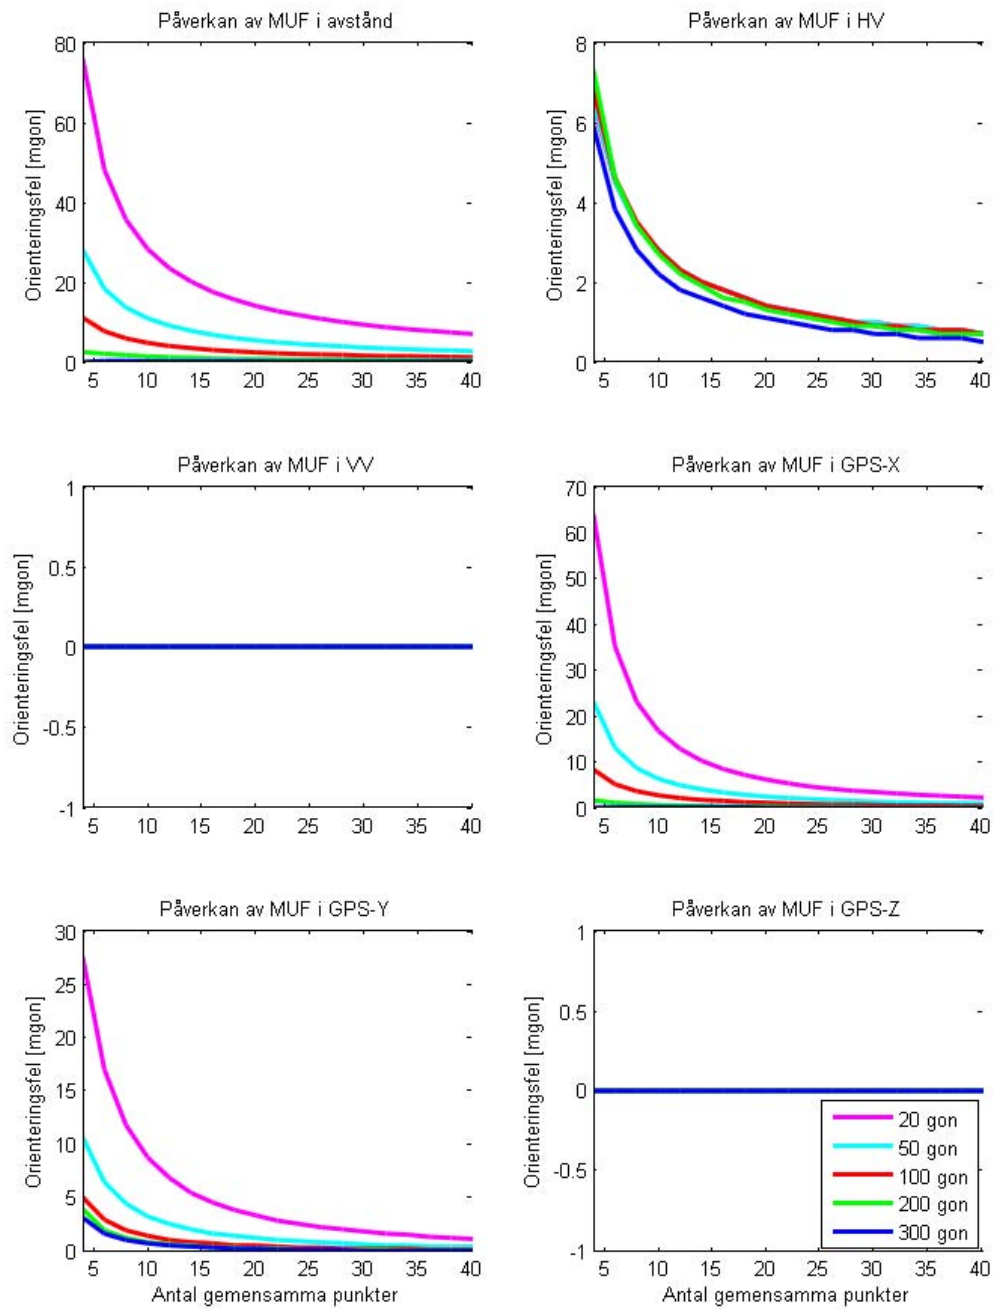 Påverkan av MUF i avstånd
80
60
40
20
0
Orienteringsfel [mgon]
5 10 15 20 25 30 35 40
Påverkan av MUF i HV
8
6
4
2
0
Orienteringsfel [mgon]
5 10 15 20 25 30 35 40
Påverkan av MUF i VV
1
0.5
0
-0.5
-1
Orienteringsfel [mgon]
5 10 15 20 25 30 35 40
Påverkan av MUF i GPS-X
70
60
50
40
30
20
10
0
Orienteringsfel [mgon]
5 10 15 20 25 30 35 40
Påverkan av MUF i GPS-Y
30
25
20
15
10
5
0
Orienteringsfel [mgon]
5 10 15 20 25 30 35 40
Antal gemensamma punkter
Påverkan av MUF i GPS-Z
1
0.5
0
-0.5
-1
Orienteringsfel [mgon]
20 gon
50 gon
100 gon
200 gon
300 gon
5 10 15 20 25 30 35 40
Antal gemensamma punkter